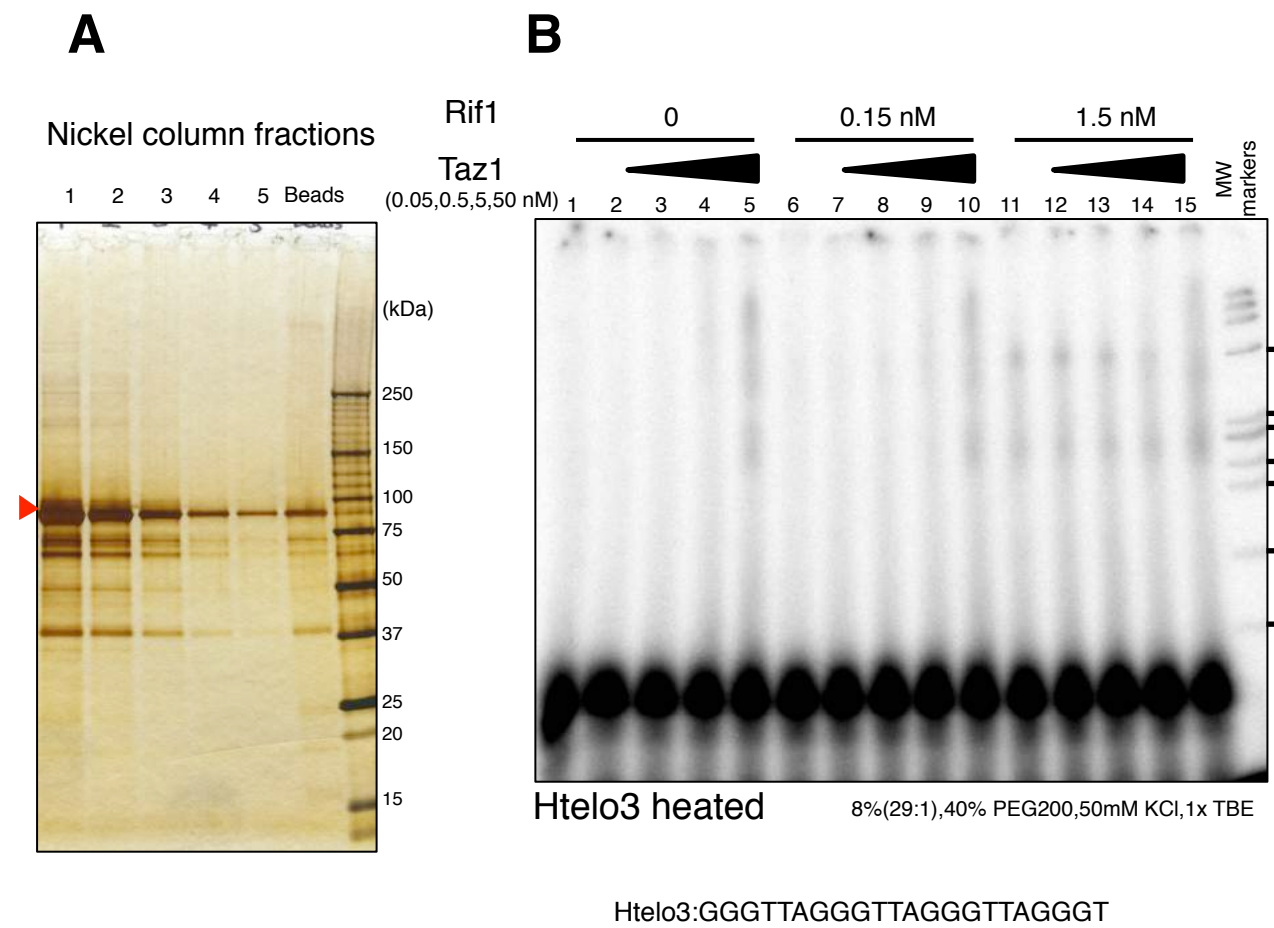 A
Nickel column fractions
1 2 3 4 5 Beads
(kDa)
250
150
100
75
50
37
25
20
15
B
Rif1 0 0.15 nM 1.5 nM
Taz1
(0.05,0.5,5,50 nM)
1 2 3 4 5 6 7 8 9 10 11 12 13 14 15
MW
markers
Htelo3 heated
8%(29:1),40% PEG200,50mM KCl,1x TBE
Htelo3:GGGTTAGGGTTAGGGTTAGGGT